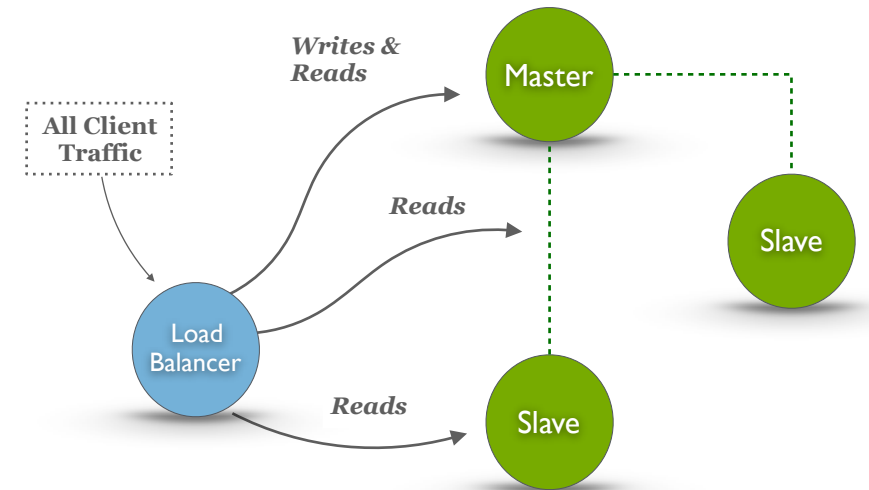 Writes &
Reads
Master
All Client
Traffic
Reads
Slave
Load
Balancer
Reads
Slave